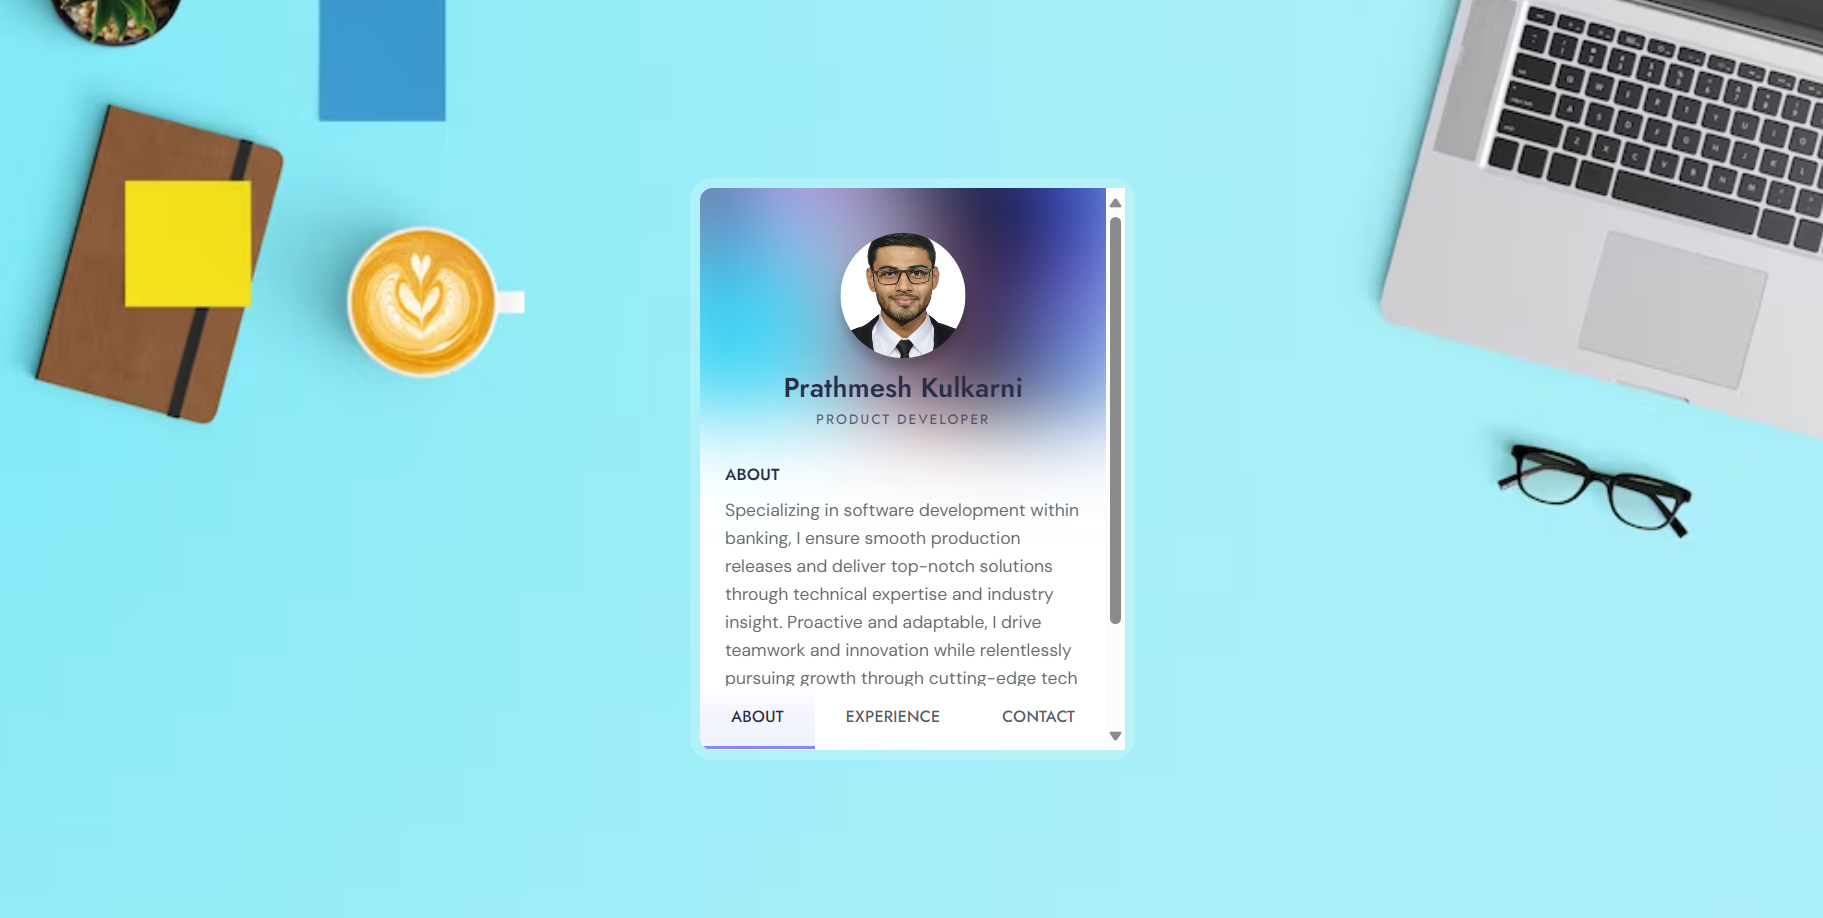 Prathmesh Kulkarni
PRODUCT DEVELOPER
ABOUT
Specializing in software development within
banking, I ensure smooth production
releases and deliver top-notch solutions
through technical expertise and industry
insight. Proactive and adaptable, I drive
teamwork and innovation while relentlessly
pursuing growth through cutting-edge tech
ABOUT EXPERIENCE CONTACT